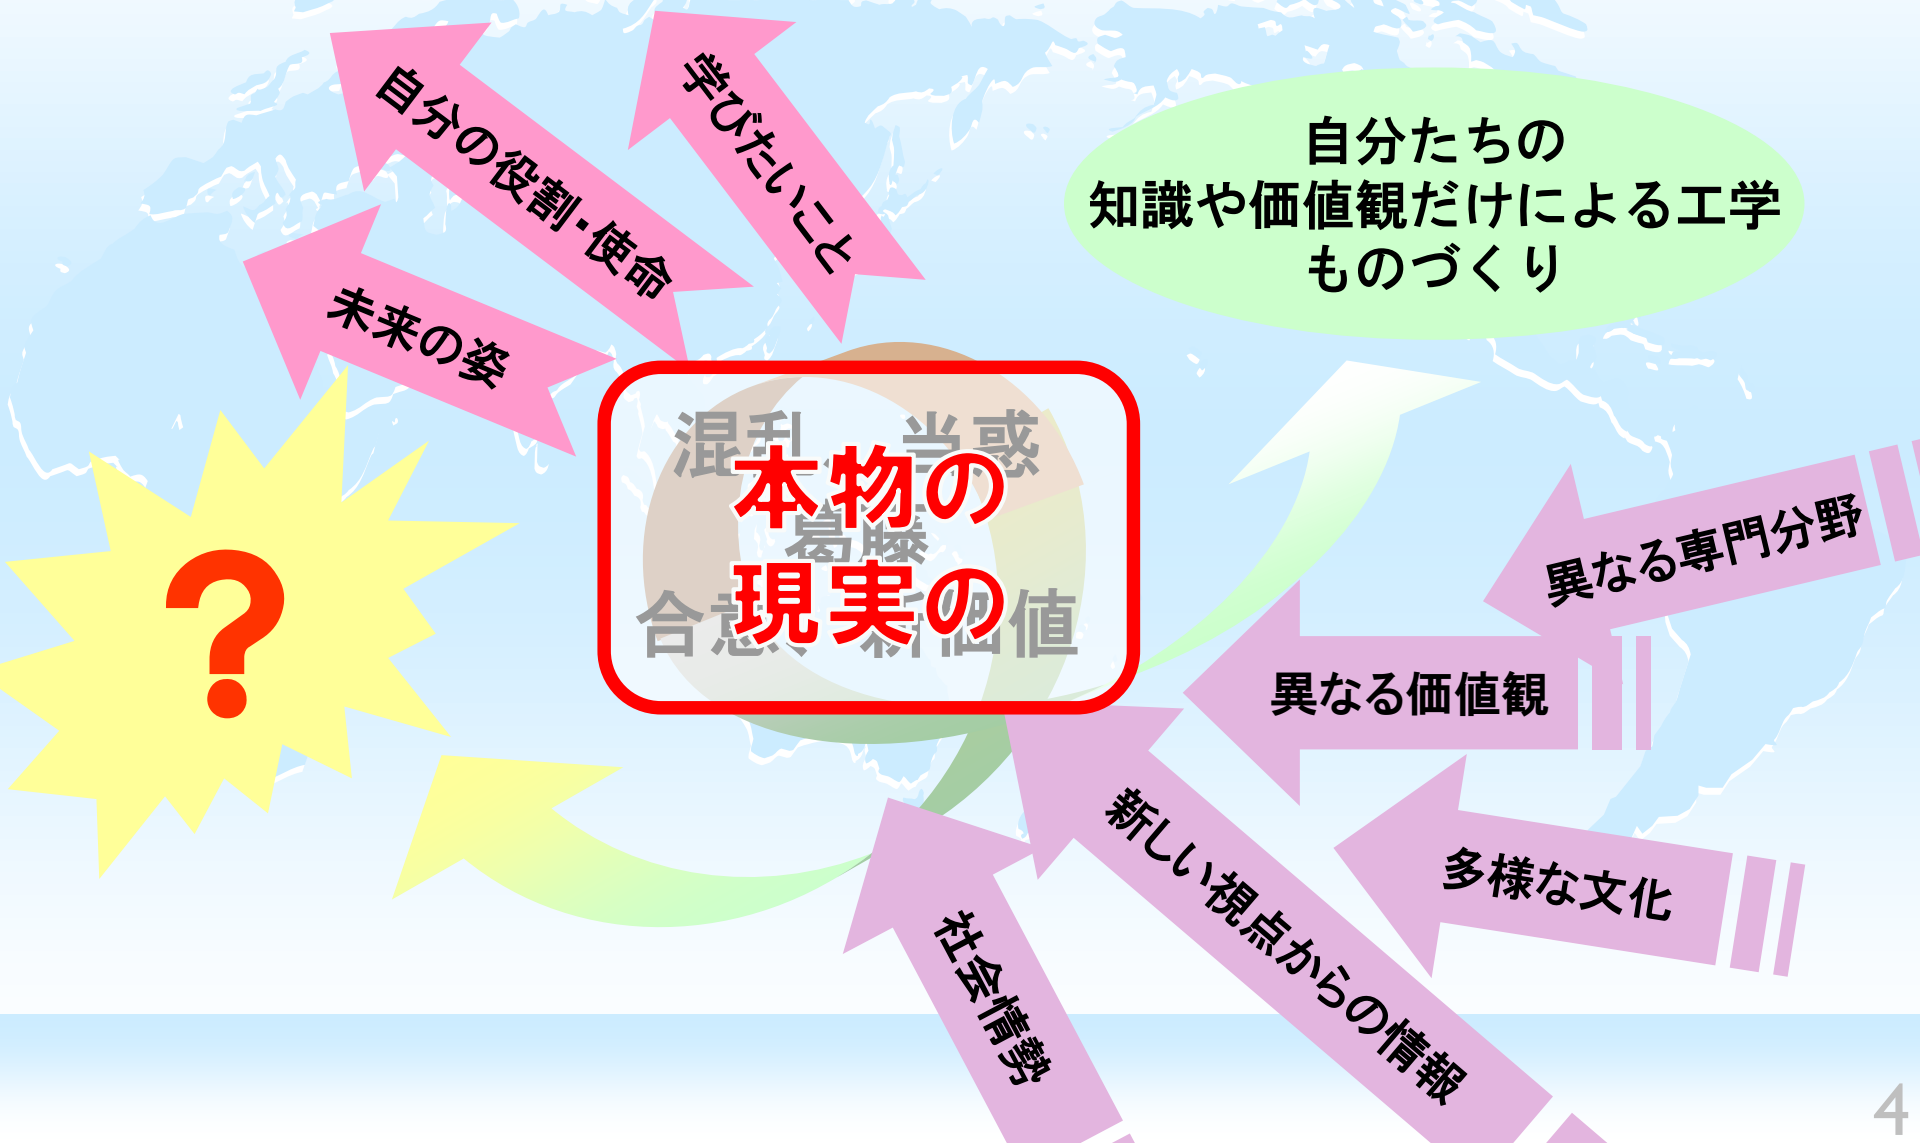 自分の役割・使命
学びたいこと
未来の姿
自分たちの
知識や価値観だけによる工学
ものづくり
混乱、当惑
葛藤
合意、新価値
本物の
現実の
?
異なる専門分野
異なる価値観
多様な文化
新しい視点からの情報
社会情勢
4